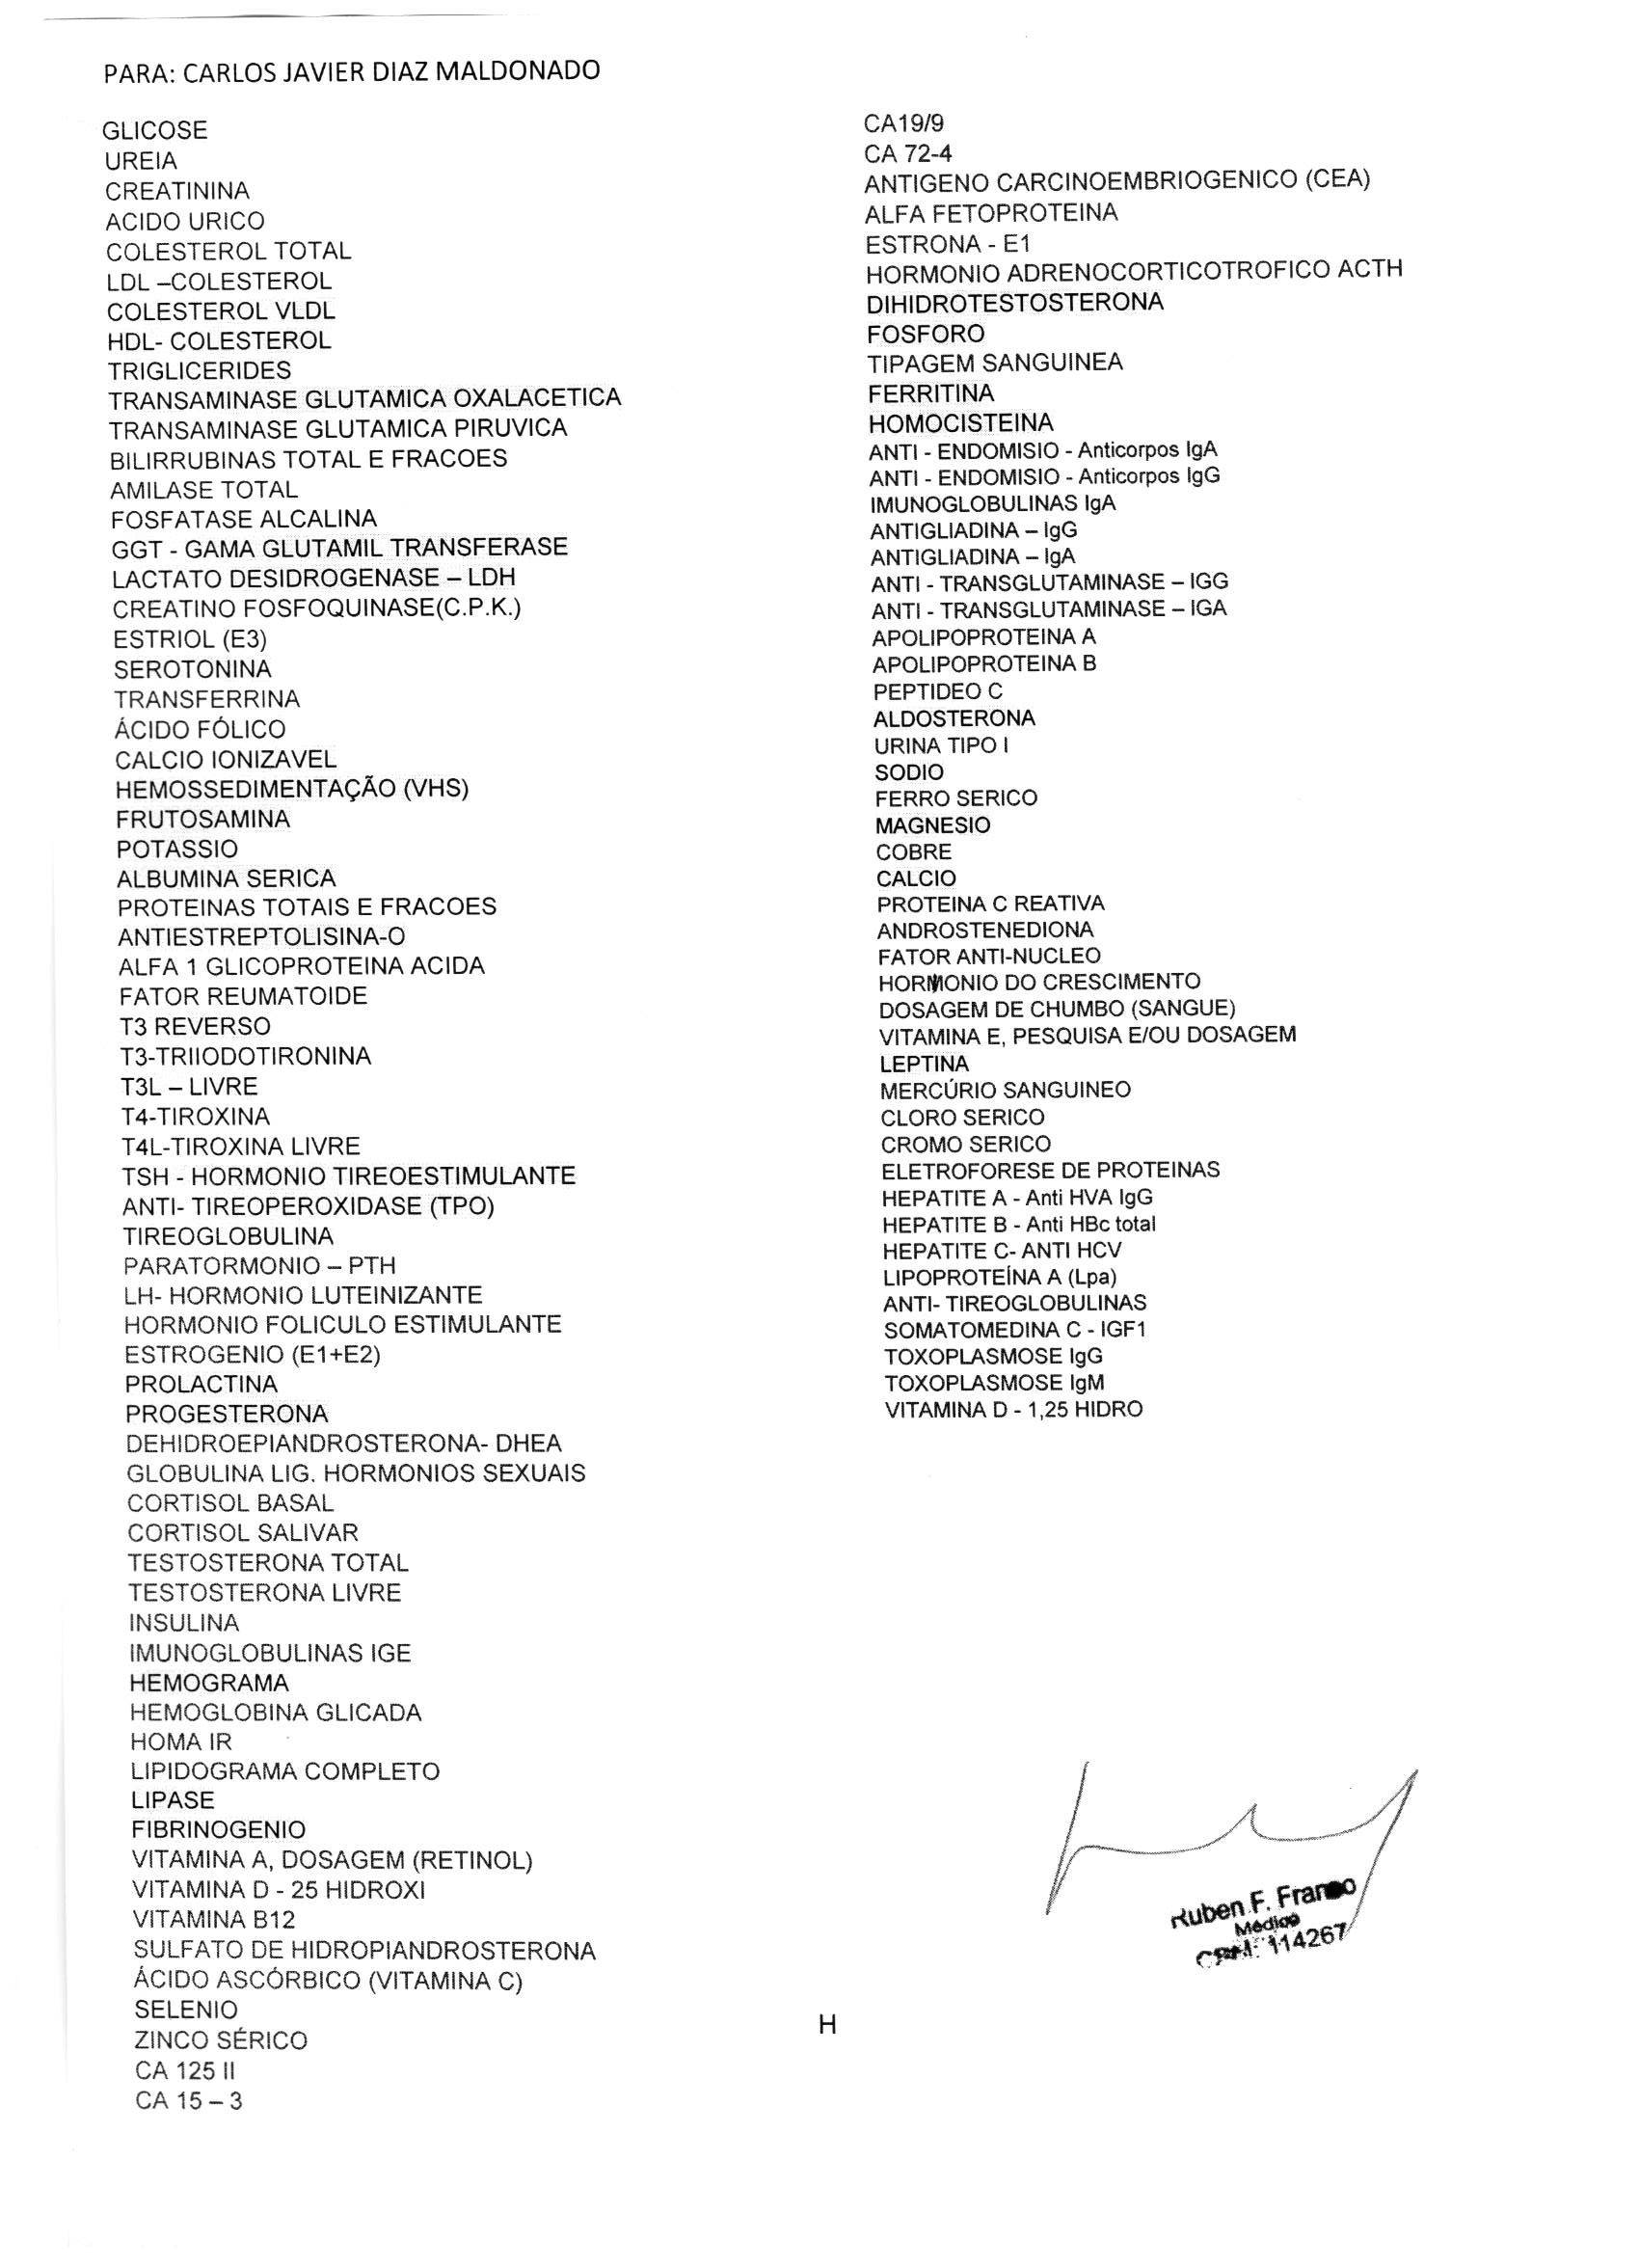 PARA: CARLOS JAVIER DIAZ MALDONADO
GLICOSE
UREIA
CREATININA
ACIDO URICO
COLESTEROL TOTAL
LDL –COLESTEROL
COLESTEROL VLDL
HDL- COLESTEROL
TRIGLICERIDES
TRANSAMINASE GLUTAMICA OXALACETICA
TRANSAMINASE GLUTAMICA PIRUVICA
BILIRRUBINAS TOTAL E FRACOES
AMILASE TOTAL
FOSFATASE ALCALINA
GGT - GAMA GLUTAMIL TRANSFERASE
LACTATO DESIDROGENASE – LDH
CREATINO FOSFOQUINASE(C.P.K.)
ESTRIOL (E3)
SEROTONINA
TRANSFERRINA
ÁCIDO FÓLICO
CALCIO IONIZAVEL
HEMOSSEDIMENTAÇÃO (VHS)
FRUTOSAMINA
POTASSIO
ALBUMINA SERICA
PROTEINAS TOTAIS E FRACOES
ANTIESTREPTOLISINA-O
ALFA 1 GLICOPROTEINA ACIDA
FATOR REUMATOIDE
T3 REVERSO
T3-TRIIODOTIRONINA
T3L – LIVRE
T4-TIROXINA
T4L-TIROXINA LIVRE
TSH - HORMONIO TIREOESTIMULANTE
ANTI- TIREOPEROXIDASE (TPO)
TIREOGLOBULINA
PARATORMONIO – PTH
LH- HORMONIO LUTEINIZANTE
HORMONIO FOLICULO ESTIMULANTE
ESTROGENIO (E1+E2)
PROLACTINA
PROGESTERONA
DEHIDROEPIANDROSTERONA- DHEA
GLOBULINA LIG. HORMONIOS SEXUAIS
CORTISOL BASAL
CORTISOL SALIVAR
TESTOSTERONA TOTAL
TESTOSTERONA LIVRE
INSULINA
IMUNOGLOBULINAS IGE
HEMOGRAMA
HEMOGLOBINA GLICADA
HOMA IR
LIPIDOGRAMA COMPLETO
LIPASE
FIBRINOGENIO
VITAMINA A, DOSAGEM (RETINOL)
VITAMINA D - 25 HIDROXI
VITAMINA B12
SULFATO DE HIDROPIANDROSTERONA
ÁCIDO ASCÓRBICO (VITAMINA C)
SELENIO
ZINCO SÉRICO
CA 125 II
CA 15 – 3
CA19/9
CA 72-4
ANTIGENO CARCINOEMBRIOGENICO (CEA)
ALFA FETOPROTEINA
ESTRONA - E1
HORMONIO ADRENOCORTICOTROFICO ACTH
DIHIDROTESTOSTERONA
FOSFORO
TIPAGEM SANGUINEA
FERRITINA
HOMOCISTEINA
ANTI - ENDOMISIO - Anticorpos IgA
ANTI - ENDOMISIO - Anticorpos IgG
IMUNOGLOBULINAS IgA
ANTIGLIADINA – IgG
ANTIGLIADINA – IgA
ANTI - TRANSGLUTAMINASE – IGG
ANTI - TRANSGLUTAMINASE – IGA
APOLIPOPROTEINA A
APOLIPOPROTEINA B
PEPTIDEO C
ALDOSTERONA
URINA TIPO I
SODIO
FERRO SERICO
MAGNESIO
COBRE
CALCIO
PROTEINA C REATIVA
ANDROSTENEDIONA
FATOR ANTI-NUCLEO
HORMONIO DO CRESCIMENTO
DOSAGEM DE CHUMBO (SANGUE)
VITAMINA E, PESQUISA E/OU DOSAGEM
LEPTINA
MERCÚRIO SANGUINEO
CLORO SERICO
CROMO SERICO
ELETROFORESE DE PROTEINAS
HEPATITE A - Anti HVA IgG
HEPATITE B - Anti HBc total
HEPATITE C- ANTI HCV
LIPOPROTEÍNA A (Lpa)
ANTI- TIREOGLOBULINAS
SOMATOMEDINA C - IGF1
TOXOPLASMOSE IgG
TOXOPLASMOSE IgM
VITAMINA D - 1,25 HIDRO
Ruben F. Franco
Médico
CRM: 114267
H